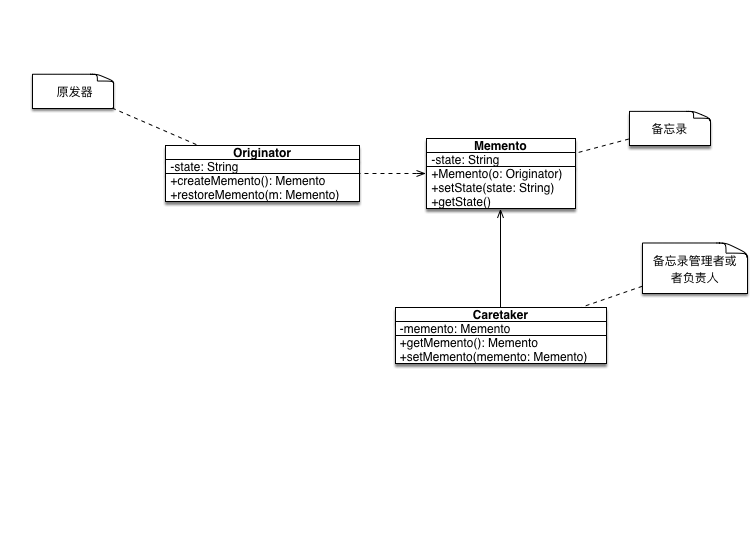 原发器
备忘录
Originator
-state: String
+createMemento(): Memento
+restoreMemento(m: Memento)
Memento
-state: String
+Memento(o: Originator)
+setState(state: String)
+getState()
备忘录管理者或
者负责人
Caretaker
-memento: Memento
+getMemento(): Memento
+setMemento(memento: Memento)